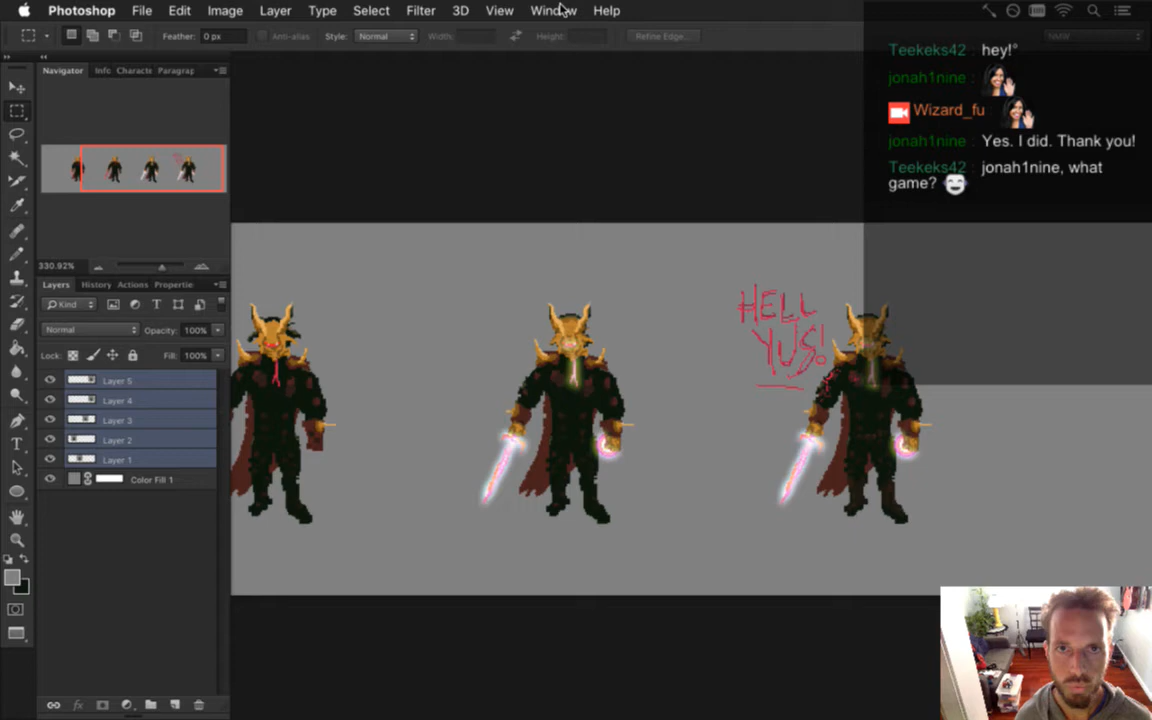 Photoshop File Edit Image Layer Type Select Filter 3D View Window Help
Feather: 0 px Anti-alias Style: Normal Width: Height: Refine Edge...
Navigator Info Characte Paragrap
330.92%
Layers History Actions Propertie
Kind
Normal Opacity: 100%
Lock: Fill: 100%
Layer 5
Layer 4
Layer 3
Layer 2
Layer 1
Color Fill 1
HELL
YUS!
Teekeks42 : hey!°
jonah1nine :
Wizard_fu :
jonah1nine : Yes. I did. Thank you!
Teekeks42 : jonah1nine, what
game?